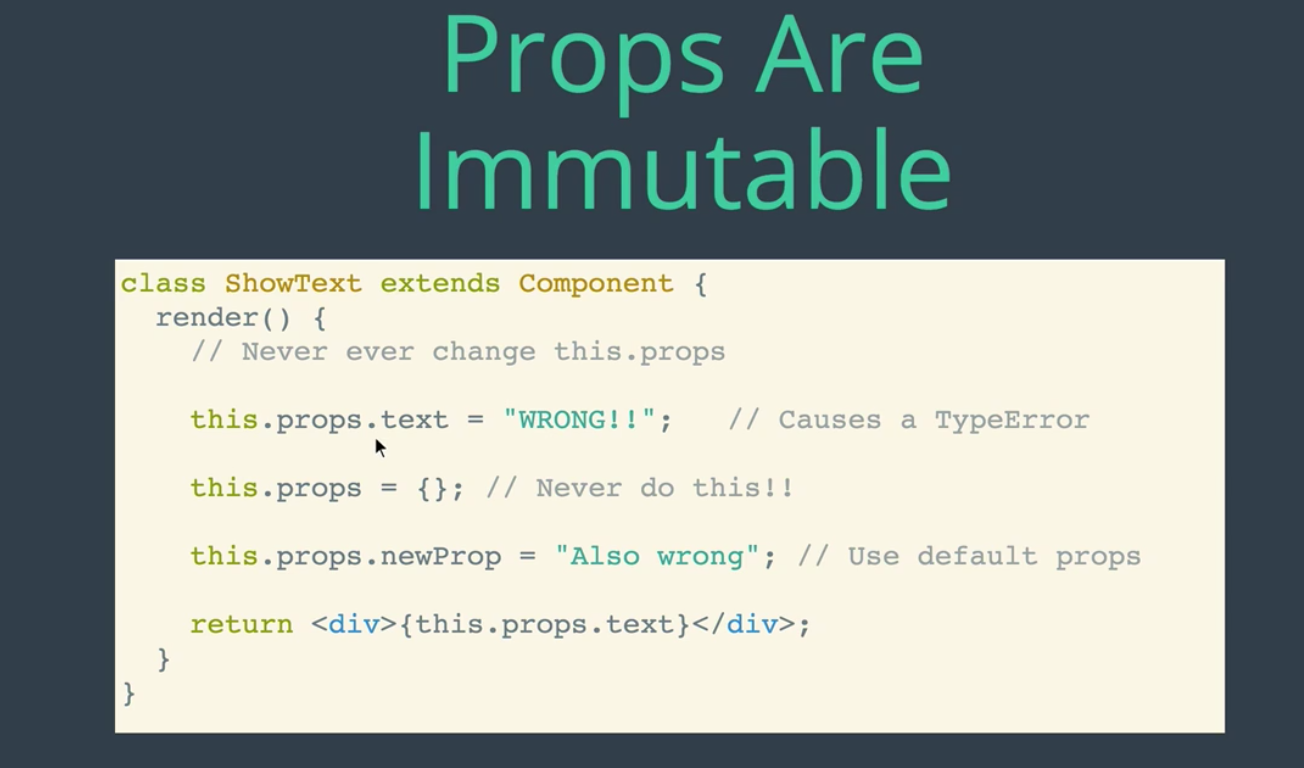 Props Are
Immutable
class ShowText extends Component {
  render() {
    // Never ever change this.props
    this.props.text = "WRONG!!";   // Causes a TypeError
    this.props = {}; // Never do this!!
    this.props.newProp = "Also wrong"; // Use default props
    return <div>{this.props.text}</div>;
  }
}